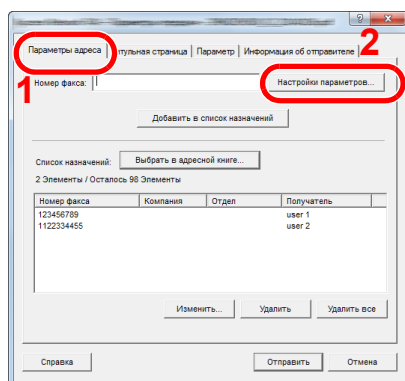 Параметры адреса тульная страница Параметр Информация об отправителе 2
1
Номер факса: Настройки параметров...
Добавить в список назначений
Список назначений: Выбрать в адресной книге...
2 Элементы / Осталось 98 Элементы
Номер факса Компания Отдел Получатель
123456789 user 1
1122334455 user 2
Изменить... Удалить Удалить все
Справка Отправить Отмена